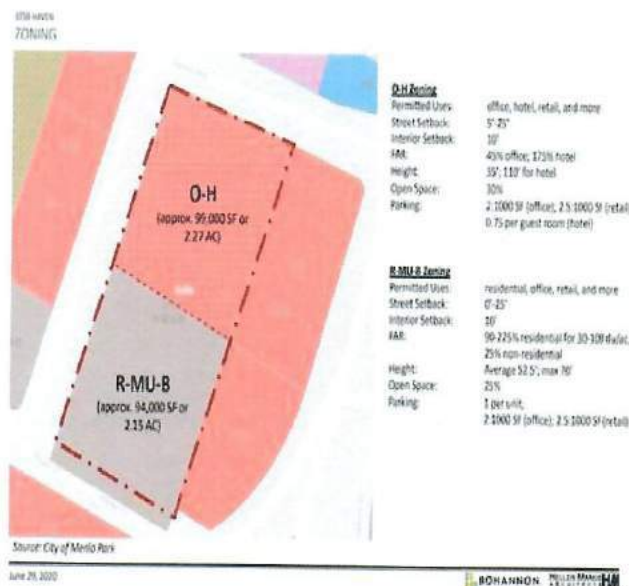 HAVEN
ZONING
O-H
(approx. 99,000 SF or
2.27 AC)
R-MU-B
(approx. 94,000 SF or
2.15 AC)
O-H Zoning
Permitted Uses: office, hotel, retail, and more
Street Setback: 5'-25'
Interior Setback: 10'
FAR: 45% office; 175% hotel
Height: 35'; 110' for hotel
Open Space: 30%
Parking: 2:1000 SF (office); 2.5:1000 SF (retail)
0.75 per guest room (hotel)
R-MU-B Zoning
Permitted Uses: residential, office, retail, and more
Street Setback: 0'-25'
Interior Setback: 10'
FAR: 90-225% residential for 30-100 du/ac,
25% non-residential
Height: Average 52.5'; max 70'
Open Space: 25%
Parking: 1 per unit,
2:1000 SF (office); 2.5:1000 SF (retail)
Source: City of Menlo Park
June 29, 2020
BOHANNON HELLER MANUS
ARCHITECTS HM